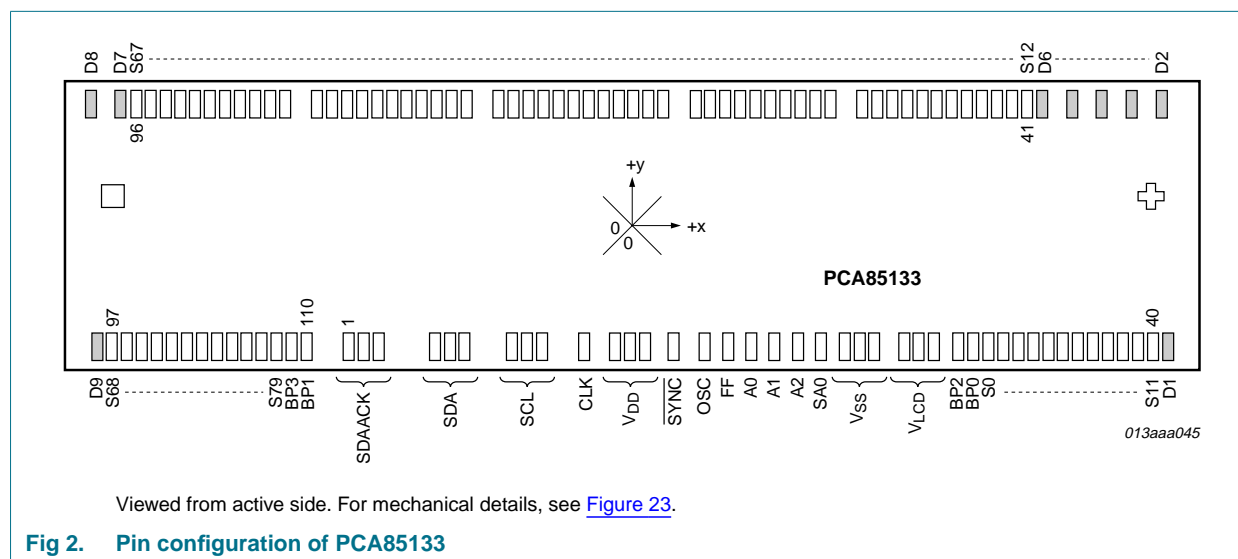 D8 D7 S67 S12 D6 D2
96 41
+y
0 +x
0
PCA85133
97 110 1 40
D9 S68 S79 BP3 BP1 SDAACK SDA SCL CLK VDD SYNC OSC FF A0 A1 A2 SA0 VSS VLCD BP2 BP0 S0 S11 D1
013aaa045
Viewed from active side. For mechanical details, see Figure 23.
Fig 2. Pin configuration of PCA85133